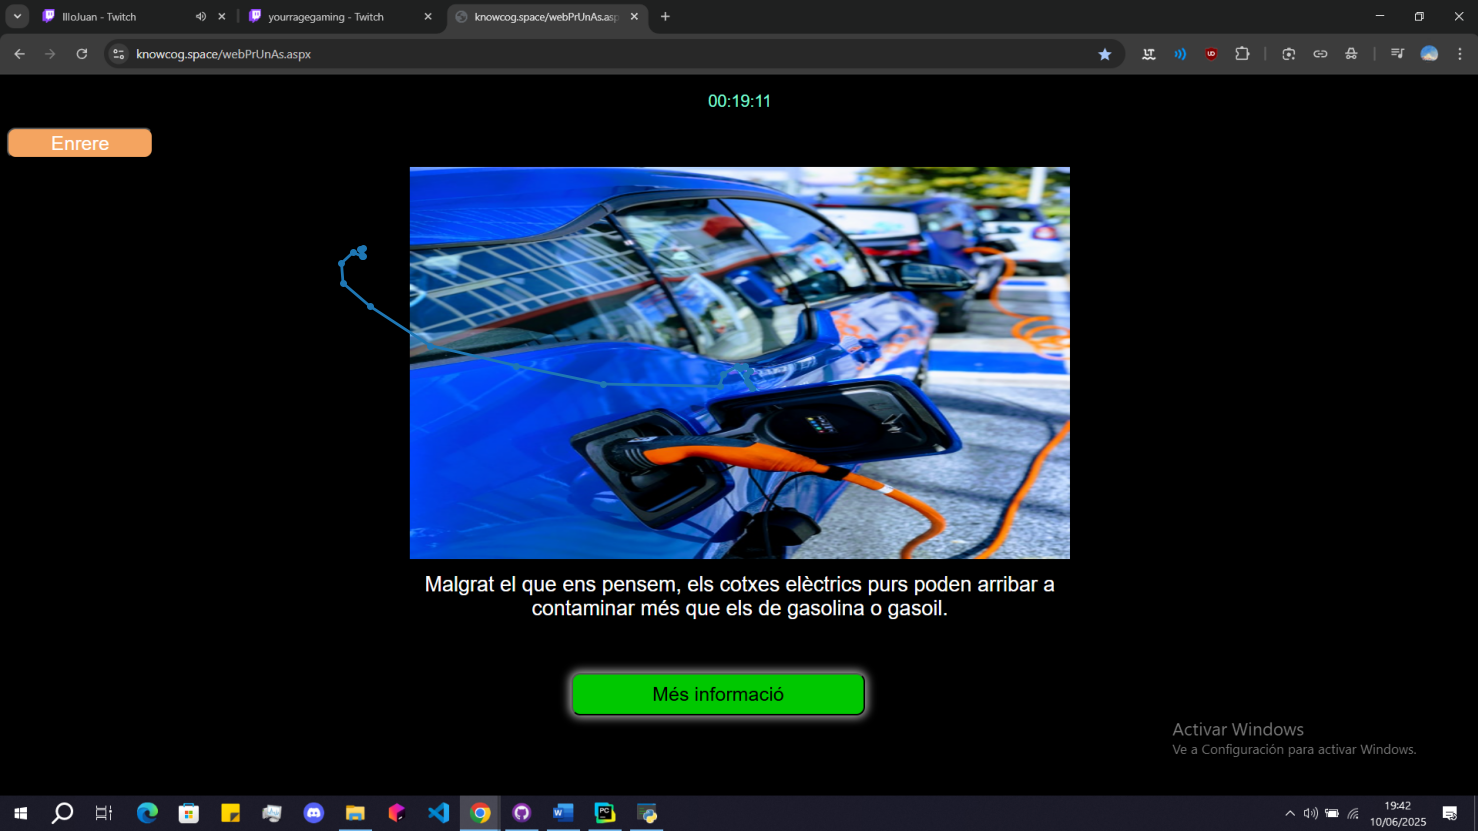 IlloJuan - Twitch
yourragegaming - Twitch
knowcog.space/webPrUnAs.asp
knowcog.space/webPrUnAs.aspx
00:19:11
Enrere
Malgrat el que ens pensem, els cotxes elèctrics purs poden arribar a
contaminar més que els de gasolina o gasoil.
Més informació
Activar Windows
Ve a Configuración para activar Windows.
19:42
10/06/2025